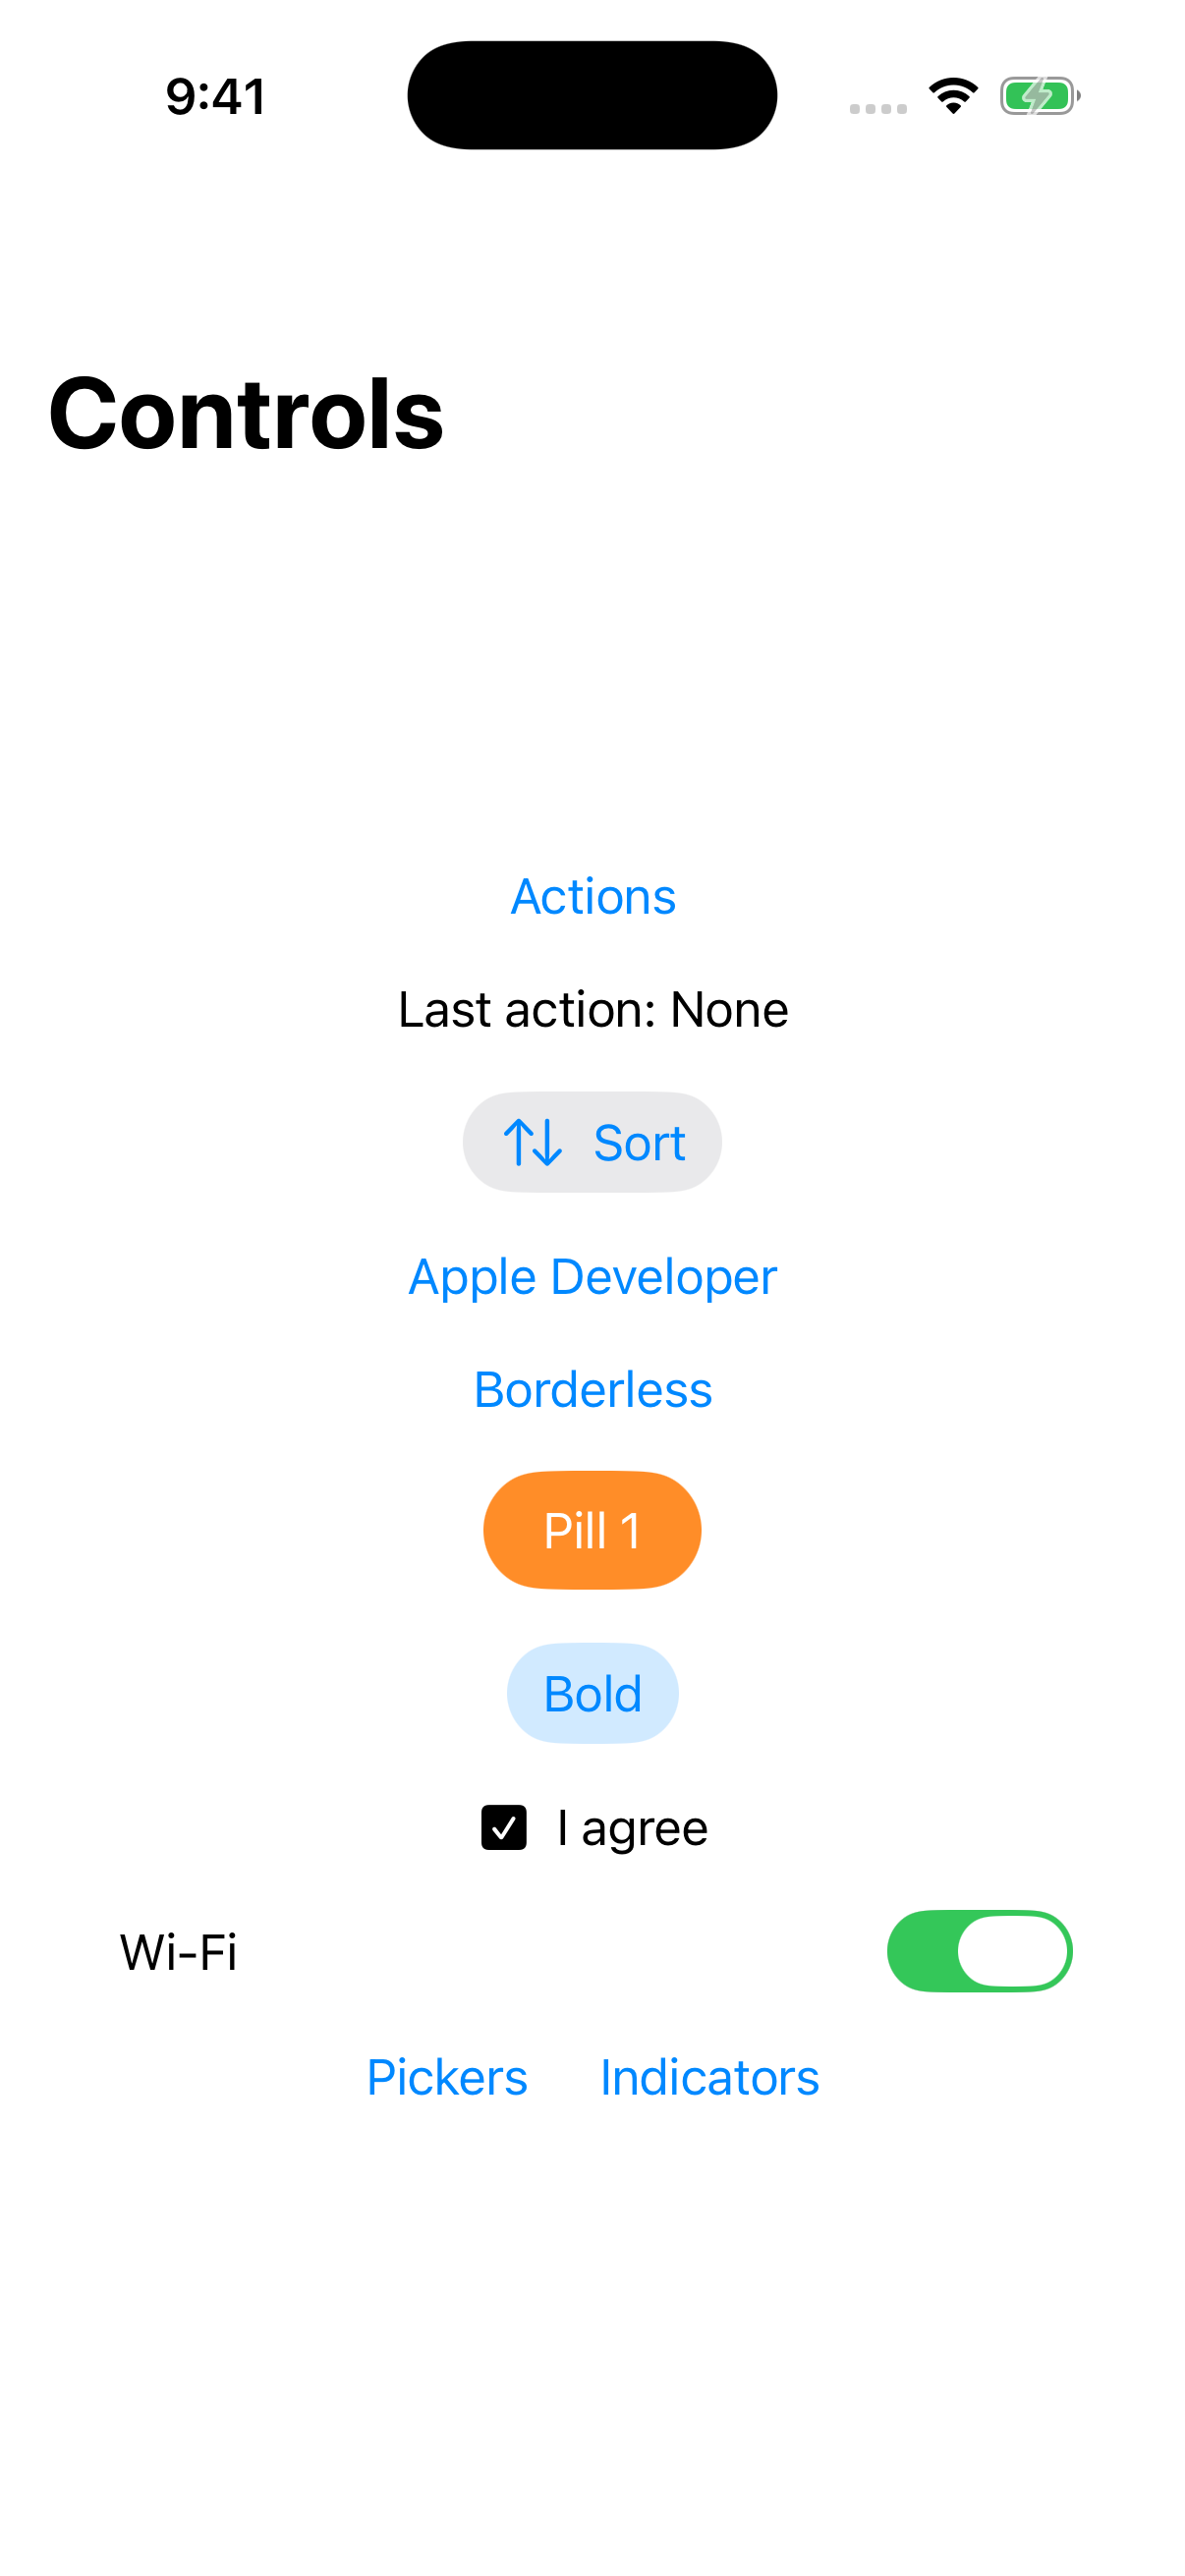 9:41
Controls
Actions
Last action: None
Sort
Apple Developer
Borderless
Pill 1
Bold
I agree
Wi-Fi
Pickers Indicators